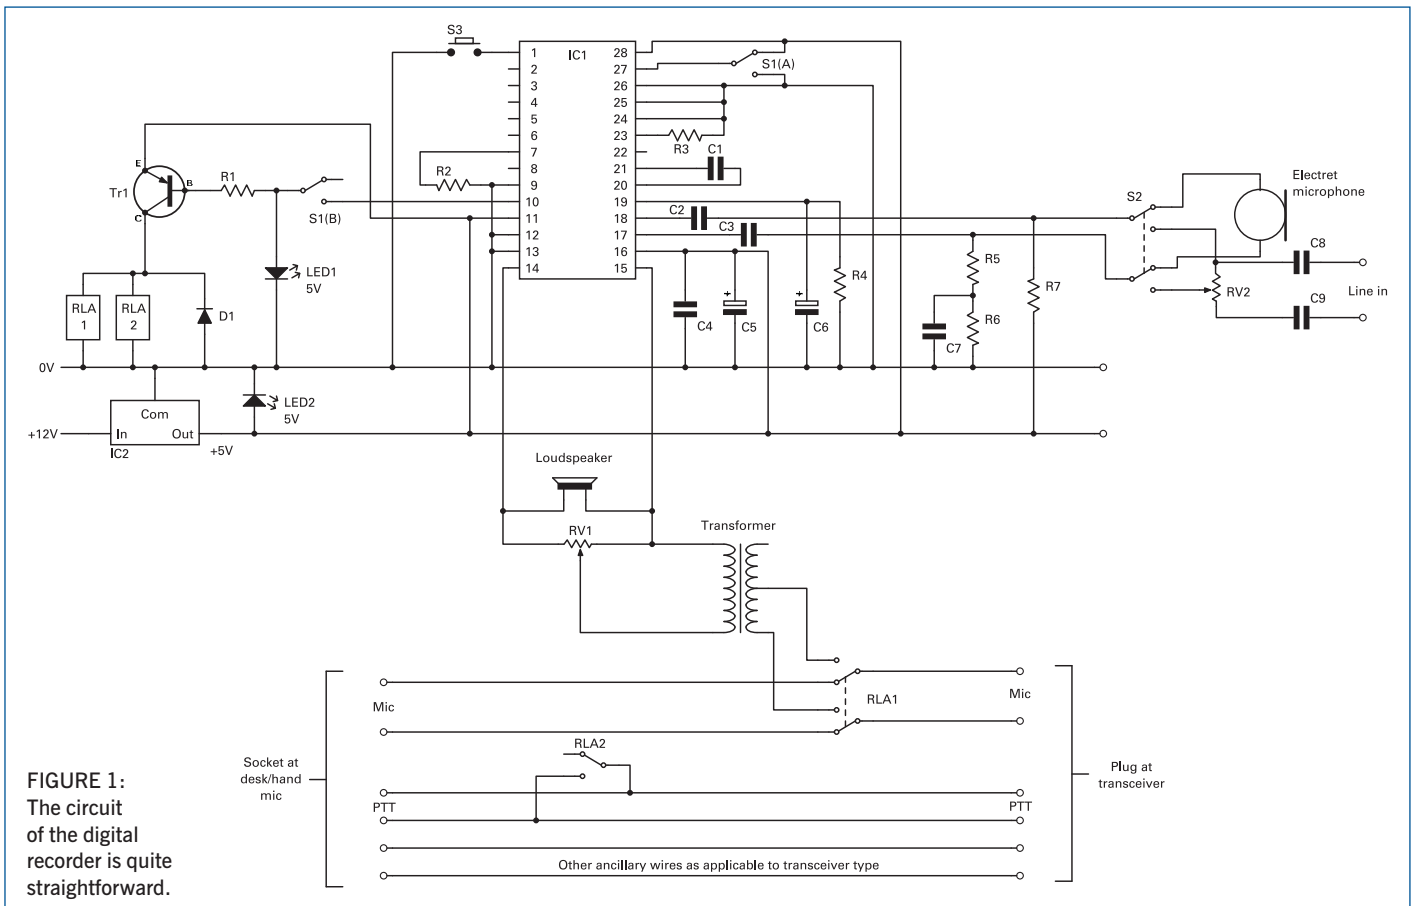 S3
IC1
1
2
3
4
5
6
7
8
9
10
11
12
13
14
28
27
26
25
24
23
22
21
20
19
18
17
16
15
S1(A)
R3
C1
R2
E
B
C
Tr1
R1
S1(B)
LED1
5V
RLA
1
RLA
2
D1
C2
C3
C4
+
C5
+
C6
R4
R5
R6
C7
R7
S2
Electret
microphone
C8
RV2
C9
Line in
0V
LED2
5V
Com
In
Out
+12V
IC2
+5V
Loudspeaker
RV1
Transformer
RLA1
Mic
Mic
RLA2
Socket at
desk/hand
mic
Plug at
transceiver
PTT
PTT
Other ancillary wires as applicable to transceiver type
FIGURE 1:
The circuit
of the digital
recorder is quite
straightforward.